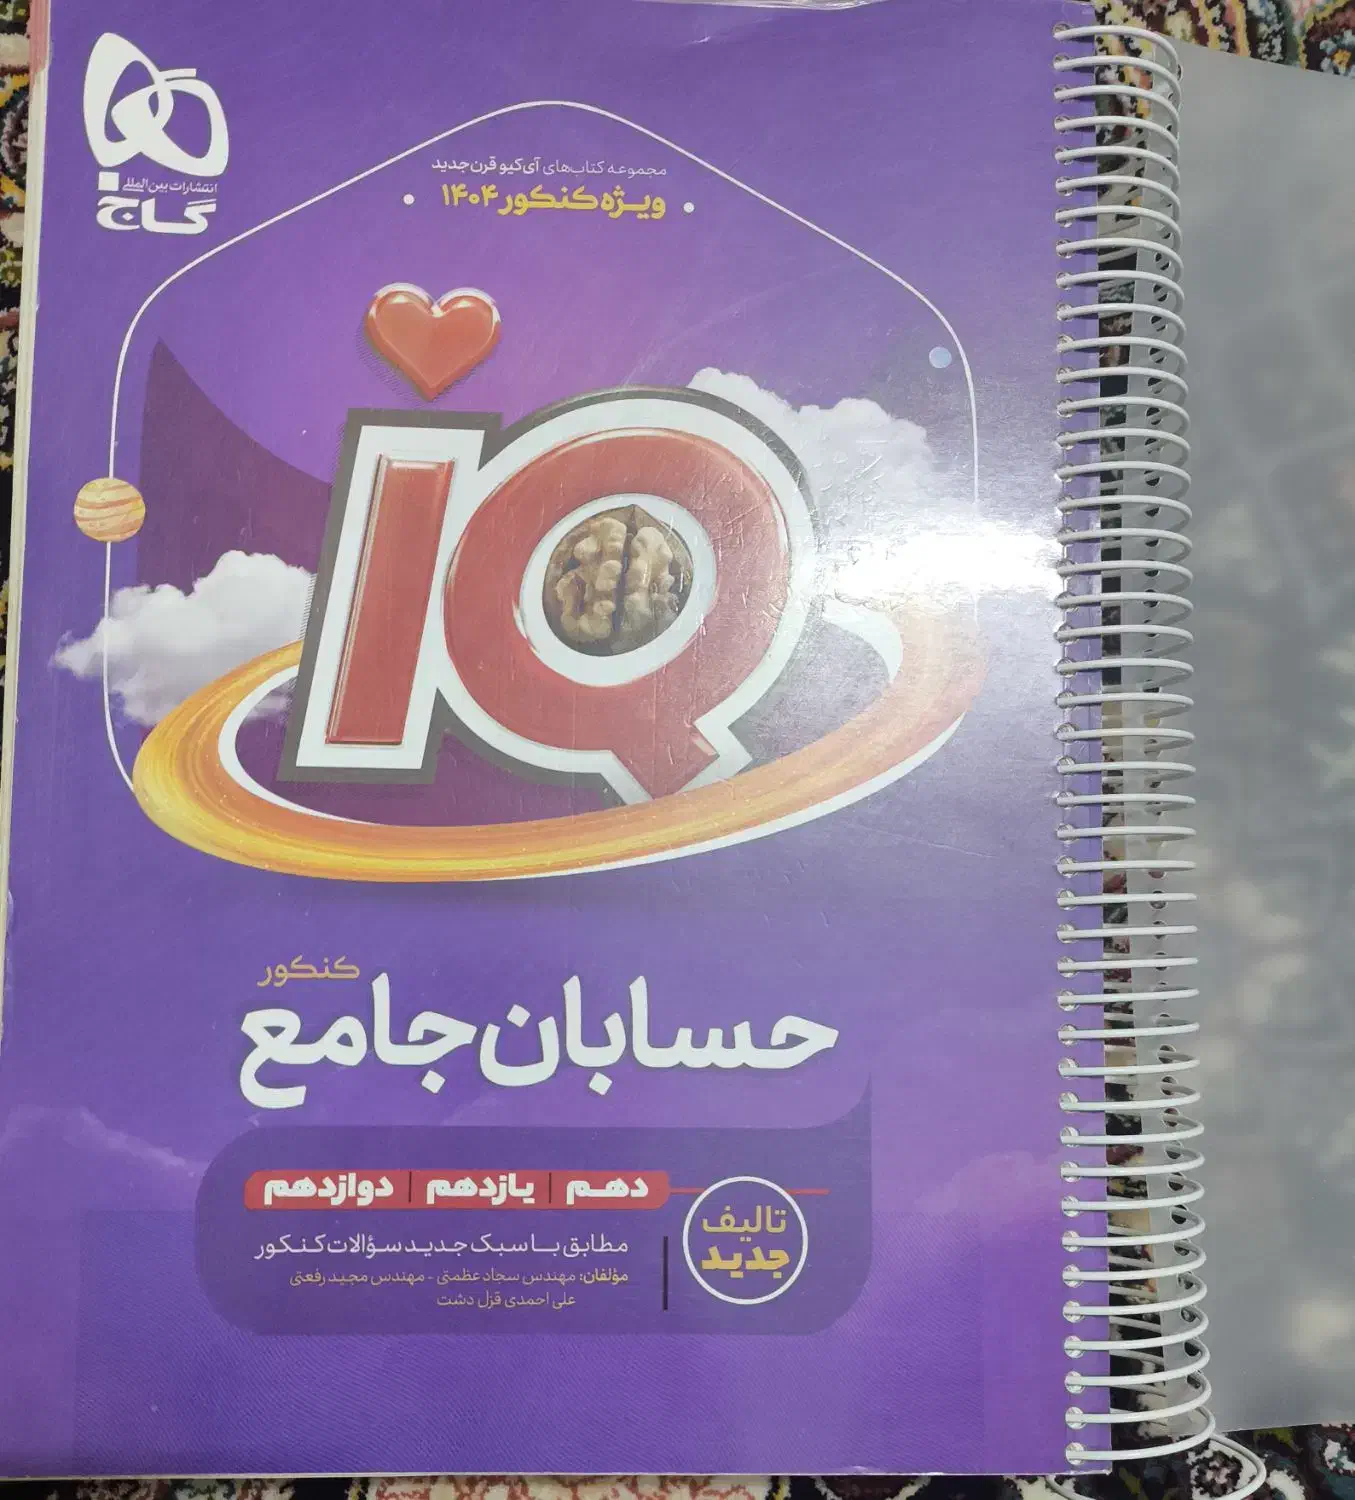 انتشارات بین‌المللی
گاج
مجموعه کتاب‌های آی‌کیو قرن جدید
ویژه کنکور ۱۴۰۴
IQ
کنکور
حسابان جامع
دهم | یازدهم | دوازدهم
تالیف
جدید
مطابق با سبک جدید سؤالات کنکور
مؤلفان: مهندس سجاد عظمتی - مهندس مجید رفعتی
علی احمدی قزل دشت